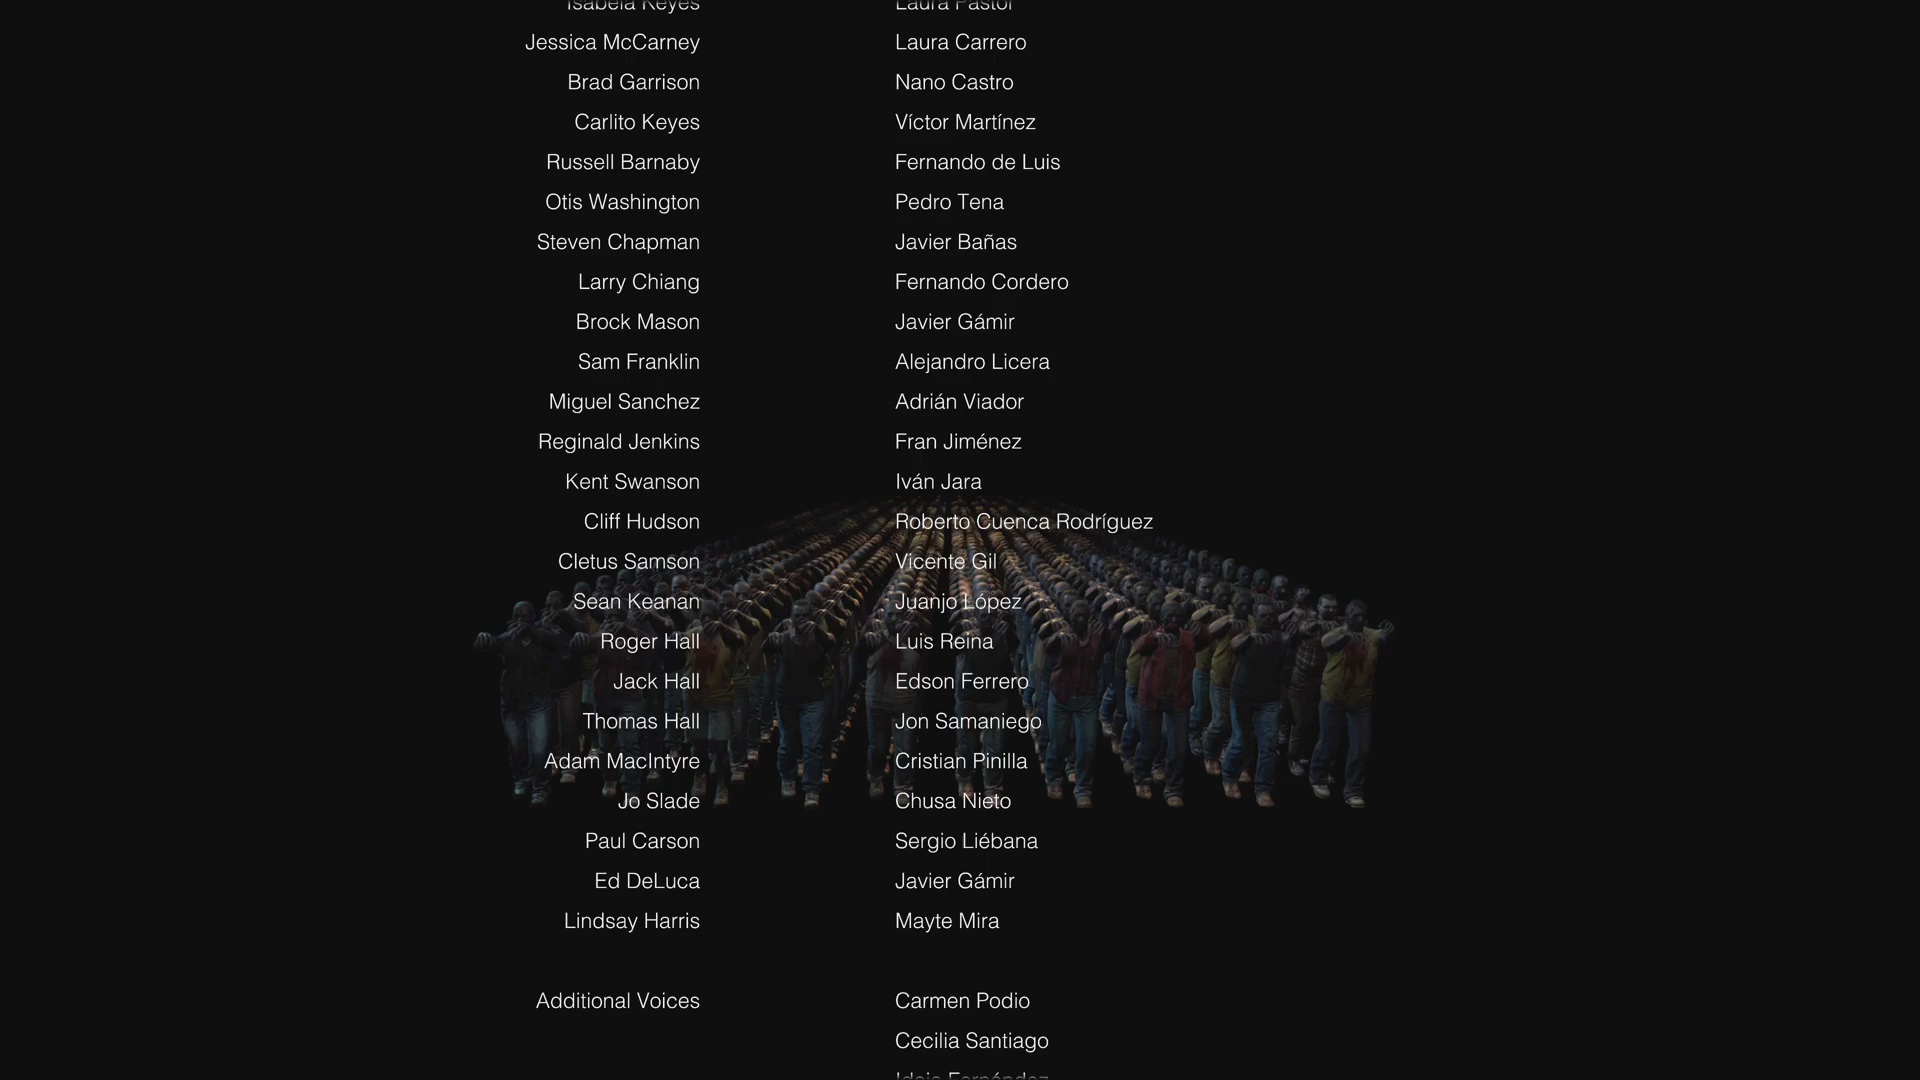 Isabela Keyes Laura Pastor
Jessica McCarney Laura Carrero
Brad Garrison Nano Castro
Carlito Keyes Víctor Martínez
Russell Barnaby Fernando de Luis
Otis Washington Pedro Tena
Steven Chapman Javier Bañas
Larry Chiang Fernando Cordero
Brock Mason Javier Gámir
Sam Franklin Alejandro Licera
Miguel Sanchez Adrián Viador
Reginald Jenkins Fran Jiménez
Kent Swanson Iván Jara
Cliff Hudson Roberto Cuenca Rodríguez
Cletus Samson Vicente Gil
Sean Keanan Juanjo López
Roger Hall Luis Reina
Jack Hall Edson Ferrero
Thomas Hall Jon Samaniego
Adam MacIntyre Cristian Pinilla
Jo Slade Chusa Nieto
Paul Carson Sergio Liébana
Ed DeLuca Javier Gámir
Lindsay Harris Mayte Mira
Additional Voices Carmen Podio
Cecilia Santiago
Fernández